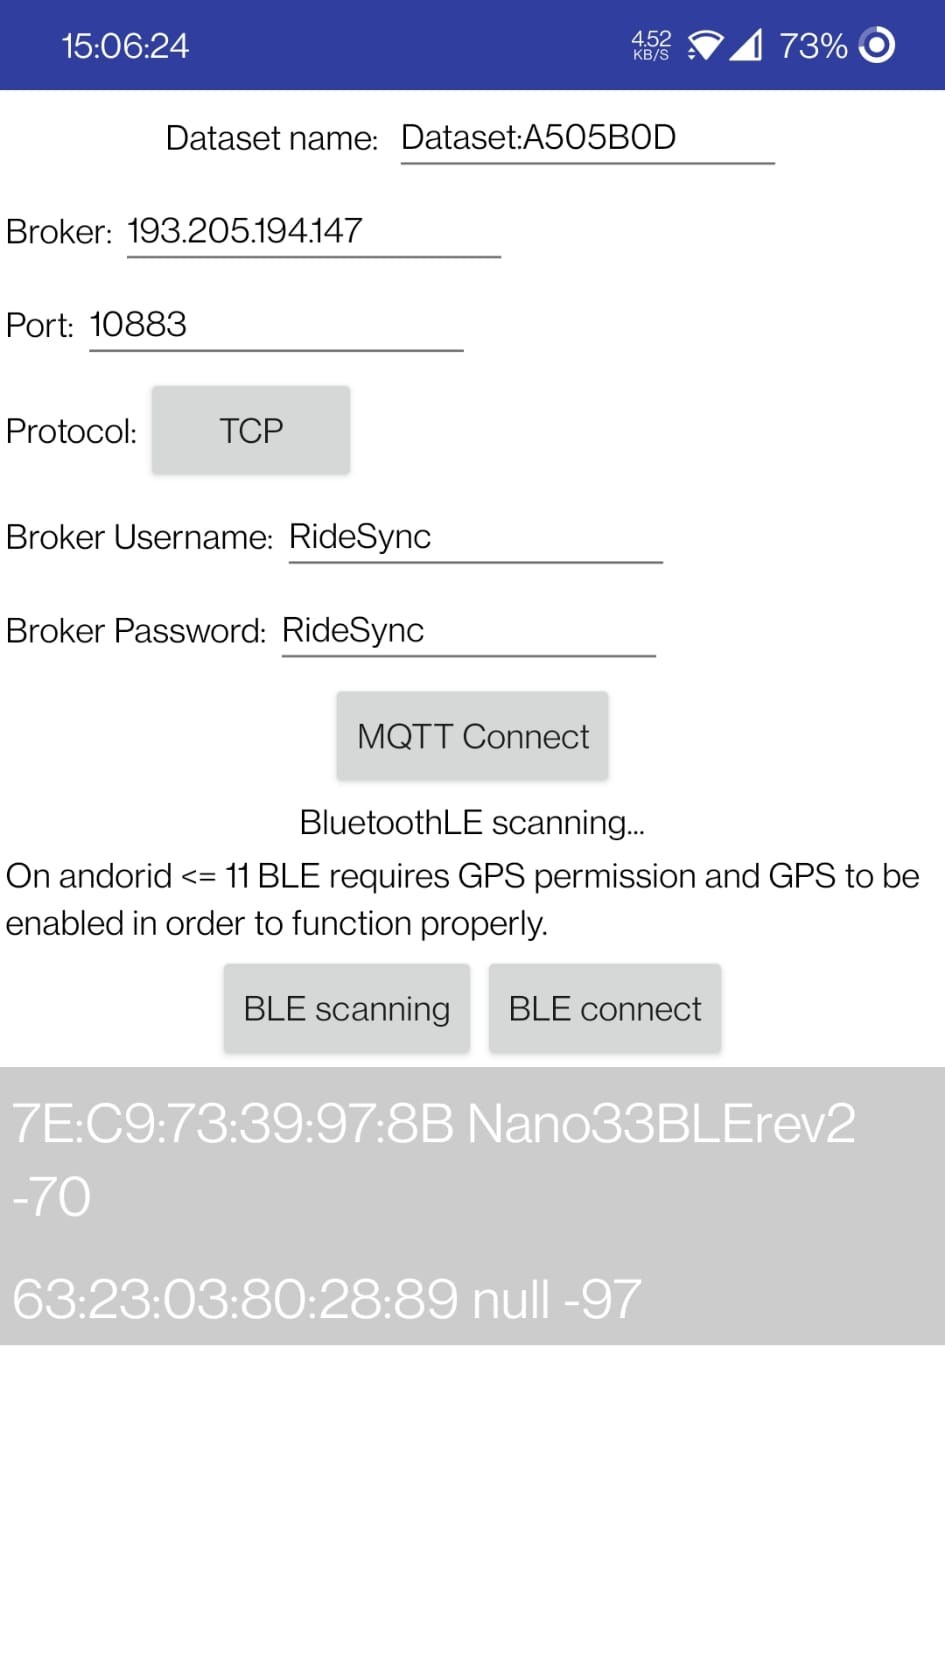 15:06:24 4.52 KB/S 73%
Dataset name: Dataset:A505B0D
Broker: 193.205.194.147
Port: 10883
Protocol: TCP
Broker Username: RideSync
Broker Password: RideSync
MQTT Connect
BluetoothLE scanning...
On andorid <= 11 BLE requires GPS permission and GPS to be
enabled in order to function properly.
BLE scanning BLE connect
7E:C9:73:39:97:8B Nano33BLErev2
-70
63:23:03:80:28:89 null -97